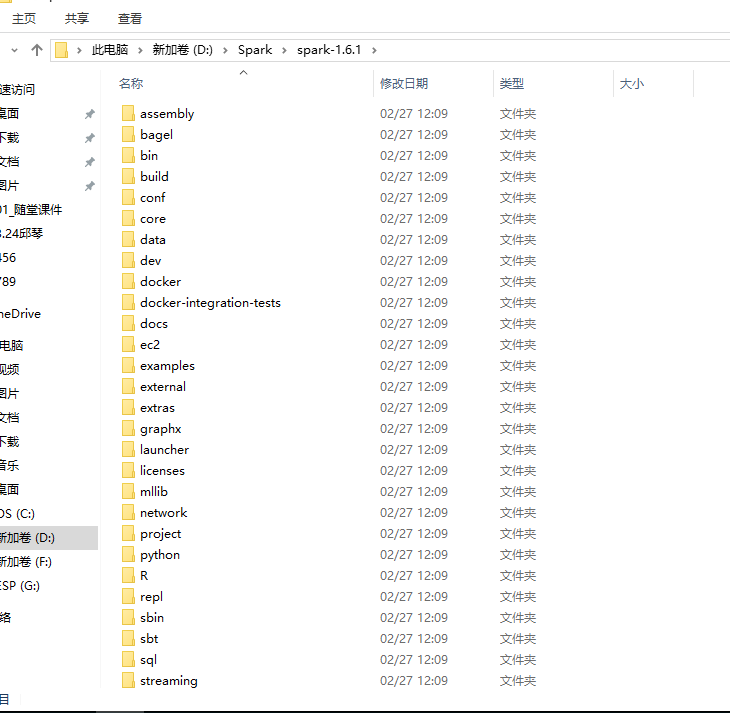 主页 共享 查看
此电脑 新加卷 (D:) Spark spark-1.6.1
名称 修改日期 类型 大小
速访问
桌面
下载
文档
图片
01_随堂课件
3.24邱琴
456
789
neDrive
电脑
视频
图片
文档
下载
音乐
桌面
OS (C:)
新加卷 (D:)
新加卷 (F:)
ESP (G:)
络
目
assembly 02/27 12:09 文件夹
bagel 02/27 12:09 文件夹
bin 02/27 12:09 文件夹
build 02/27 12:09 文件夹
conf 02/27 12:09 文件夹
core 02/27 12:09 文件夹
data 02/27 12:09 文件夹
dev 02/27 12:09 文件夹
docker 02/27 12:09 文件夹
docker-integration-tests 02/27 12:09 文件夹
docs 02/27 12:09 文件夹
ec2 02/27 12:09 文件夹
examples 02/27 12:09 文件夹
external 02/27 12:09 文件夹
extras 02/27 12:09 文件夹
graphx 02/27 12:09 文件夹
launcher 02/27 12:09 文件夹
licenses 02/27 12:09 文件夹
mllib 02/27 12:09 文件夹
network 02/27 12:09 文件夹
project 02/27 12:09 文件夹
python 02/27 12:09 文件夹
R 02/27 12:09 文件夹
repl 02/27 12:09 文件夹
sbin 02/27 12:09 文件夹
sbt 02/27 12:09 文件夹
sql 02/27 12:09 文件夹
streaming 02/27 12:09 文件夹